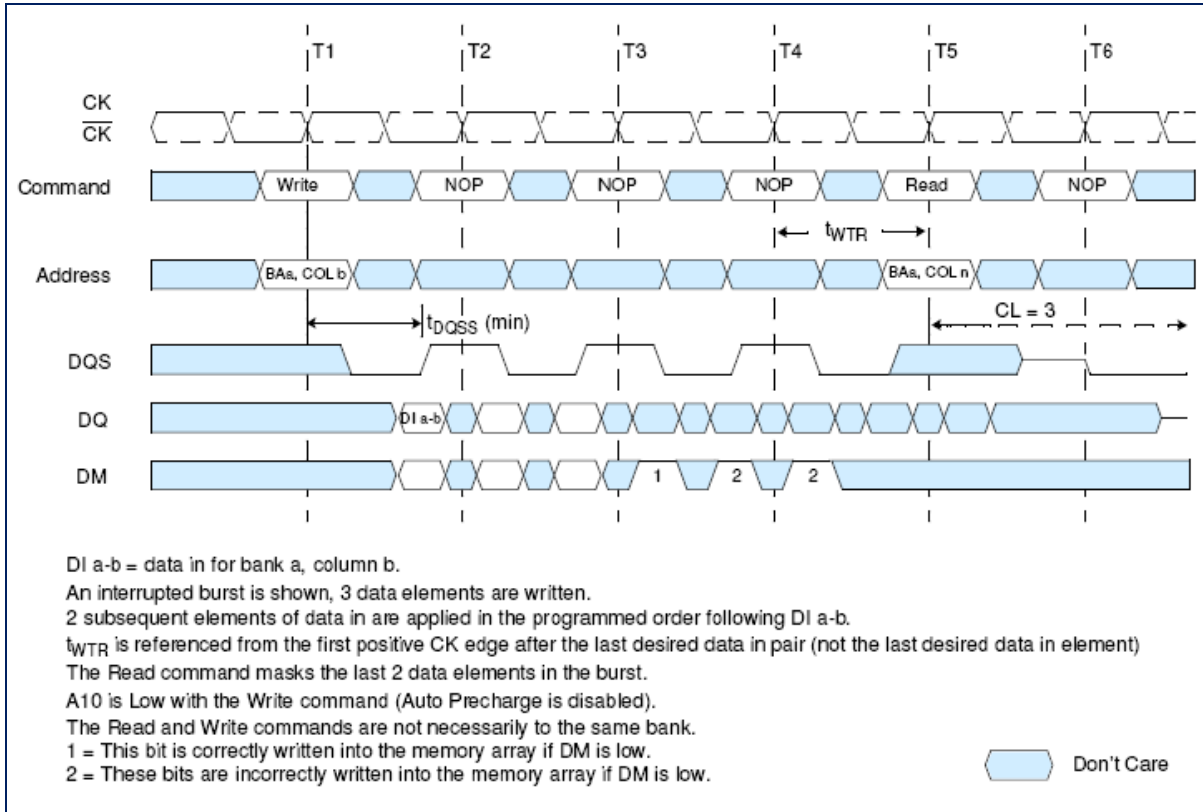 T1 T2 T3 T4 T5 T6
CK
CK
Command Write NOP NOP NOP Read NOP
tWTR
Address BAa, COL b BAa, COL n
tDQSS (min) CL = 3
DQS
DQ DI a-b
DM 1 2 2
DI a-b = data in for bank a, column b.
An interrupted burst is shown, 3 data elements are written.
2 subsequent elements of data in are applied in the programmed order following DI a-b.
tWTR is referenced from the first positive CK edge after the last desired data in pair (not the last desired data in element)
The Read command masks the last 2 data elements in the burst.
A10 is Low with the Write command (Auto Precharge is disabled).
The Read and Write commands are not necessarily to the same bank.
1 = This bit is correctly written into the memory array if DM is low.
2 = These bits are incorrectly written into the memory array if DM is low.
Don't Care